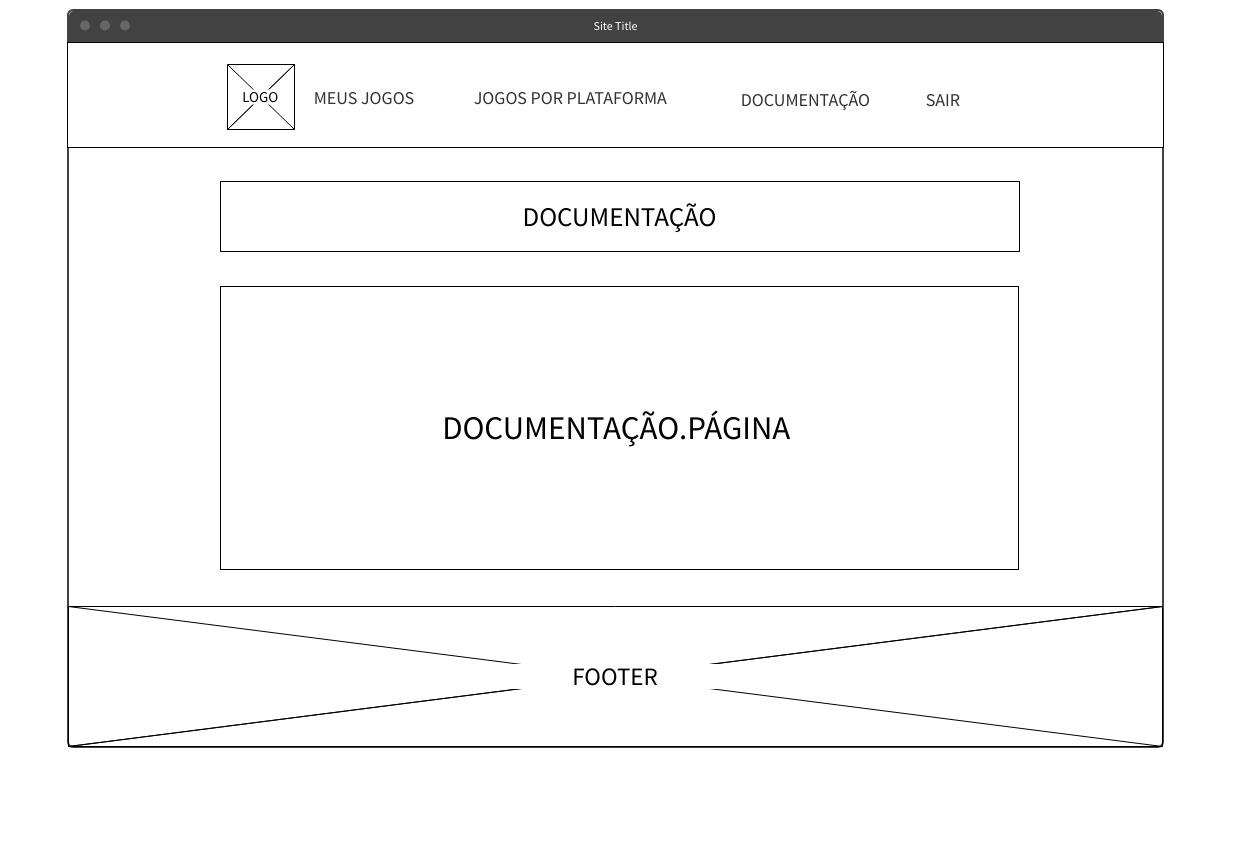 Site Title
LOGO
MEUS JOGOS
JOGOS POR PLATAFORMA
DOCUMENTAÇÃO
SAIR
DOCUMENTAÇÃO
DOCUMENTAÇÃO.PÁGINA
FOOTER